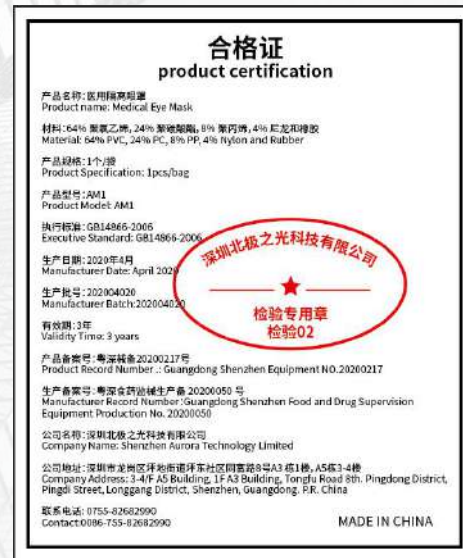 合格证
product certification
产品名称:医用隔离眼罩
Product name: Medical Eye Mask
材料:64% 聚氯乙烯, 24% 聚碳酸酯, 8% 聚丙烯, 4% 尼龙和橡胶
Material: 64% PVC, 24% PC, 8% PP, 4% Nylon and Rubber
产品规格:1个/袋
Product Specification: 1pcs/bag
产品型号:AM1
Product Model: AM1
执行标准:GB14866-2006
Executive Standard: GB14866-2006
生产日期:2020年4月
Manufacturer Date: April 2020
生产批号:202004020
Manufacturer Batch:202004020
有效期:3年
Validity Time: 3 years
产品备案号:粤深械备20200217号
Product Record Number.: Guangdong Shenzhen Equipment NO.20200217
生产备案号:粤深食药监械生产备 20200050 号
Manufacturer Record Number:Guangdong Shenzhen Food and Drug Supervision
Equipment Production No. 20200050
公司名称:深圳北极之光科技有限公司
Company Name: Shenzhen Aurora Technology Limited
公司地址:深圳市龙岗区坪地街道坪东社区同富路8号A3 栋1楼, A5栋3-4楼
Company Address: 3-4/F A5 Building, 1F A3 Building, Tongfu Road 8th. Pingdong District,
Pingdi Street, Longgang District, Shenzhen, Guangdong. P.R. China
联系电话: 0755-82682990
Contact:0086-755-82682990
MADE IN CHINA
深圳北极之光科技有限公司
检验专用章
检验02